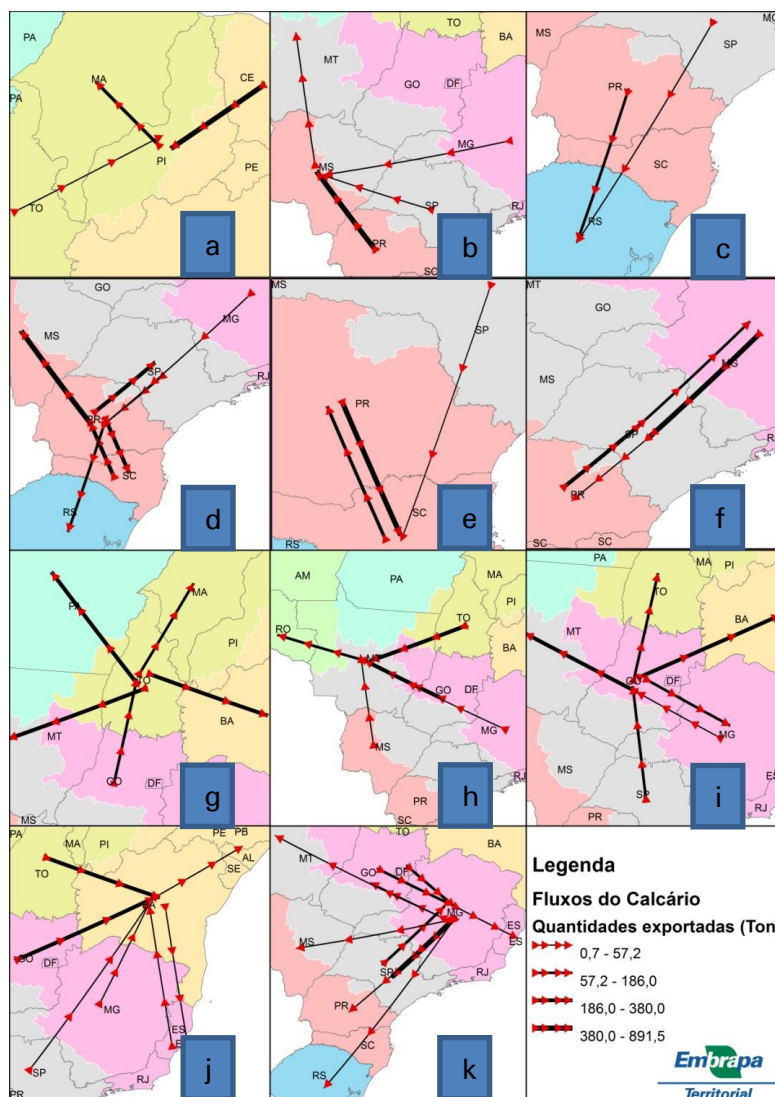 PA
MA
CE
PA
PE
PI
TO
a
TO
BA
MT
GO
DF
MG
MS
SP
RJ
PR
SC
b
MS
SP
PR
SC
RS
c
GO
MS
MG
SP
RJ
PR
SC
RS
d
MS
SP
PR
SC
RS
e
MT
GO
MS
MG
SP
PR
SC
SC
f
PA
MA
PI
TO
BA
MT
GO
DF
MS
g
AM
PA
MA
PI
TO
RO
BA
GO
DF
MG
MS
RJ
PR
SC
h
PA
MA
PI
TO
BA
MT
GO
DF
MG
MS
SP
ES
RJ
PR
i
PA
MA
PI
PE
PB
AL
SE
TO
BA
GO
DF
MG
ES
SP
RJ
PR
j
TO
BA
MT
GO
DF
MG
ES
ES
MS
SP
RJ
PR
SC
RS
k
Legenda
Fluxos do Calcário
Quantidades exportadas (Ton
0,7 - 57,2
57,2 - 186,0
186,0 - 380,0
380,0 - 891,5
Embrapa
Territorial